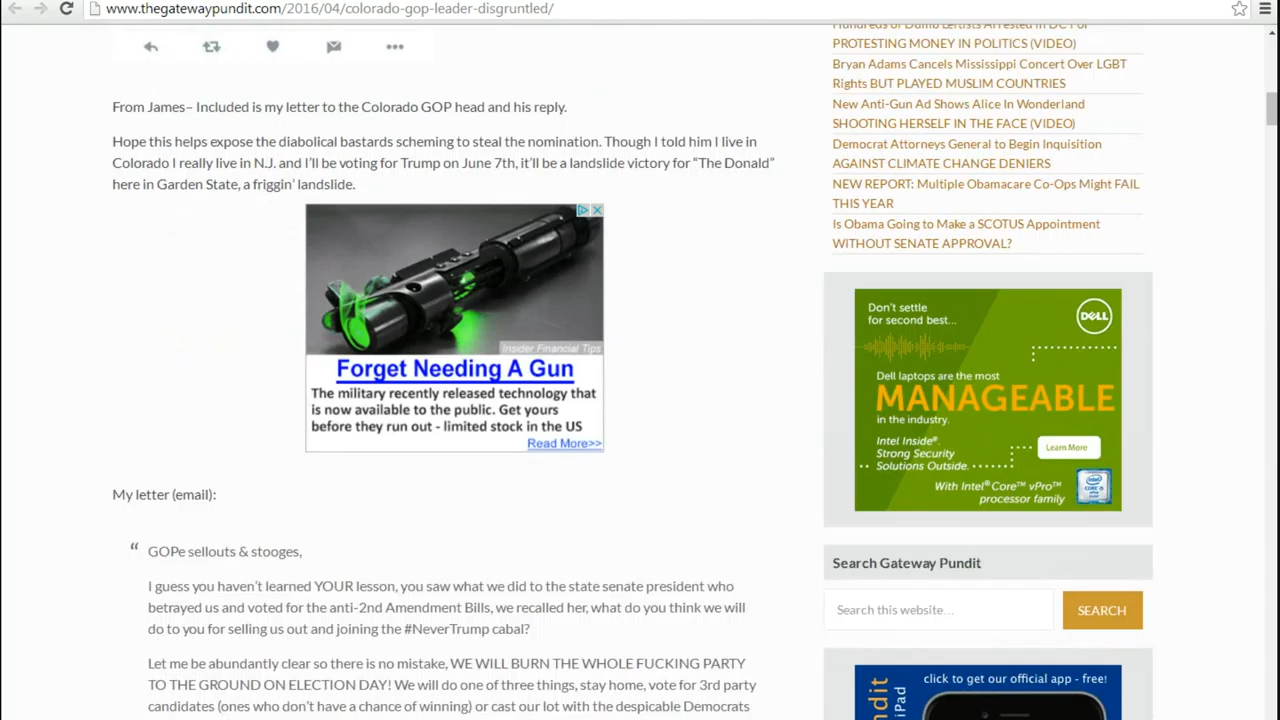 www.thegatewaypundit.com/2016/04/colorado-gop-leader-disgruntled/
From James– Included is my letter to the Colorado GOP head and his reply.
Hope this helps expose the diabolical bastards scheming to steal the nomination. Though I told him I live in
Colorado I really live in N.J. and I’ll be voting for Trump on June 7th, it’ll be a landslide victory for “The Donald”
here in Garden State, a friggin’ landslide.
Insider Financial Tips
Forget Needing A Gun
The military recently released technology that
is now available to the public. Get yours
before they run out - limited stock in the US
Read More>>
My letter (email):
“ GOPe sellouts & stooges,
I guess you haven’t learned YOUR lesson, you saw what we did to the state senate president who
betrayed us and voted for the anti-2nd Amendment Bills, we recalled her, what do you think we will
do to you for selling us out and joining the #NeverTrump cabal?
Let me be abundantly clear so there is no mistake, WE WILL BURN THE WHOLE FUCKING PARTY
TO THE GROUND ON ELECTION DAY! We will do one of three things, stay home, vote for 3rd party
candidates (ones who don’t have a chance of winning) or cast our lot with the despicable Democrats
Hundreds of Dumb Leftists Arrested in DC For
PROTESTING MONEY IN POLITICS (VIDEO)
Bryan Adams Cancels Mississippi Concert Over LGBT
Rights BUT PLAYED MUSLIM COUNTRIES
New Anti-Gun Ad Shows Alice In Wonderland
SHOOTING HERSELF IN THE FACE (VIDEO)
Democrat Attorneys General to Begin Inquisition
AGAINST CLIMATE CHANGE DENIERS
NEW REPORT: Multiple Obamacare Co-Ops Might FAIL
THIS YEAR
Is Obama Going to Make a SCOTUS Appointment
WITHOUT SENATE APPROVAL?
Don’t settle
for second best...
DELL
Dell laptops are the most
MANAGEABLE
in the industry.
Intel Inside®.
Strong Security
Solutions Outside.
Learn More
With Intel® Core™ vPro™
processor family
Search Gateway Pundit
Search this website…
SEARCH
click to get our official app - free!
pundit
iPad